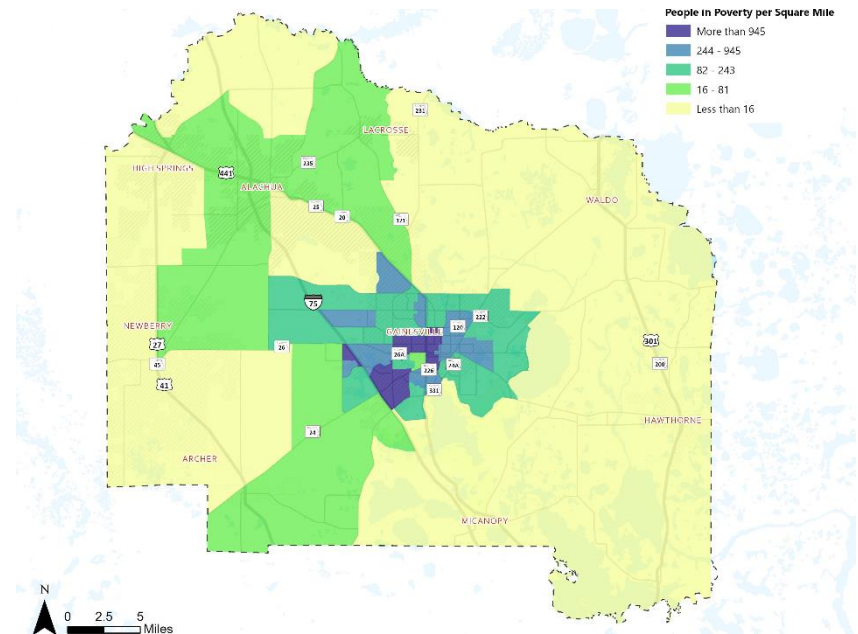 People in Poverty per Square Mile
More than 945
244 - 945
82 - 243
16 - 81
Less than 16
231
LACROSSE
235
HIGH SPRINGS
441
ALACHUA
WALDO
25
20
121
75
222
NEWBERRY
GAINESVILLE
120
27
26
301
26A
45
226
24A
200
41
331
HAWTHORNE
24
ARCHER
MICANOPY
N
0 2.5 5
Miles